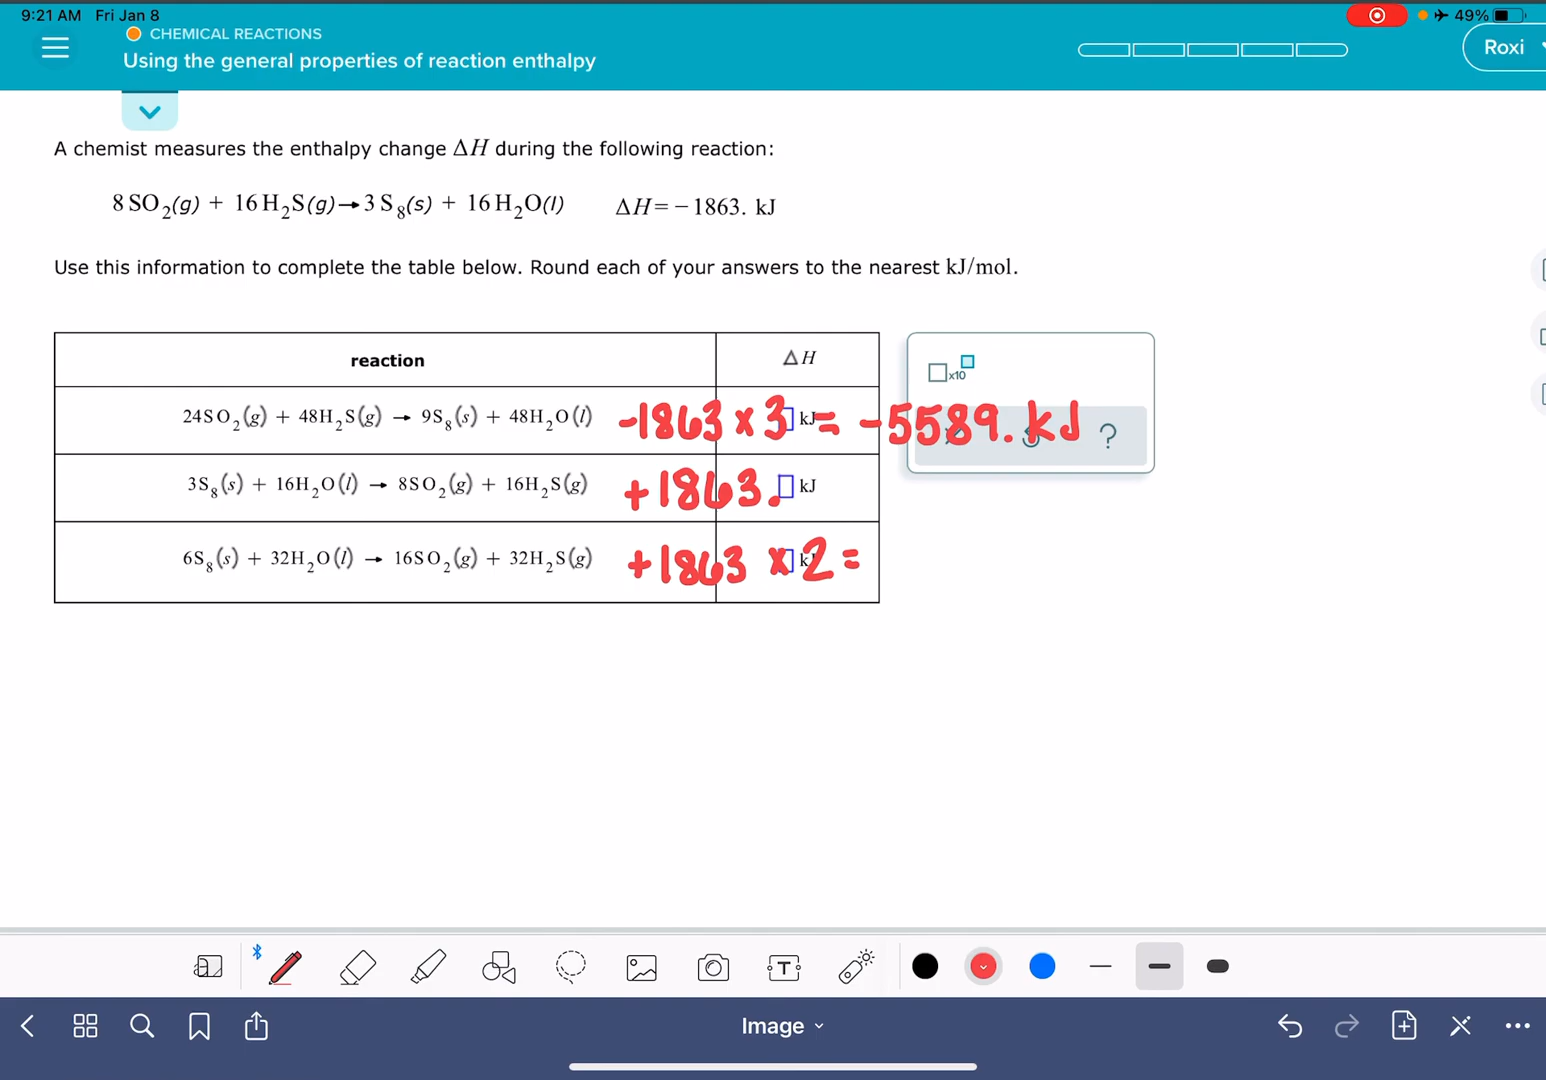 9:21 AM Fri Jan 8
49%
CHEMICAL REACTIONS
Using the general properties of reaction enthalpy
Roxi
A chemist measures the enthalpy change ΔH during the following reaction:
8 SO₂(g) + 16 H₂S(g) → 3 S₈(s) + 16 H₂O(l) ΔH = −1863. kJ
Use this information to complete the table below. Round each of your answers to the nearest kJ/mol.
reaction ΔH
x10
24SO₂(g) + 48H₂S(g) → 9S₈(s) + 48H₂O(l) -1863 x 3 kJ = -5589. kJ
?
3S₈(s) + 16H₂O(l) → 8SO₂(g) + 16H₂S(g) +1863. kJ
6S₈(s) + 32H₂O(l) → 16SO₂(g) + 32H₂S(g) +1863 x 2 =
a
T
Image